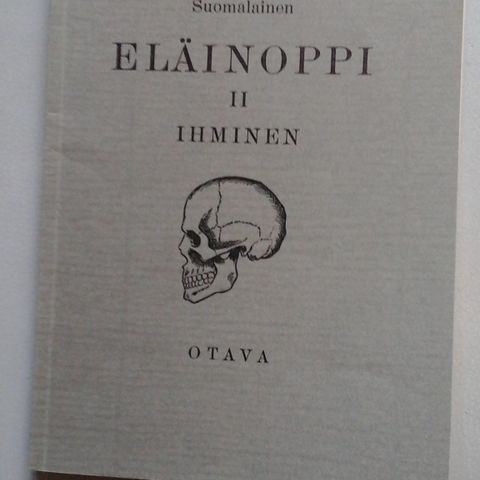 Suomalainen
ELÄINOPPI
II
IHMINEN
OTAVA